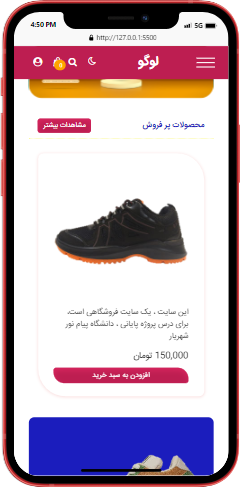 4:50 PM 5G
http://127.0.0.1:5500
لوگو
محصولات پر فروش
مشاهدات بیشتر
این سایت ، یک سایت فروشگاهی است،
برای درس پروژه پایانی ، دانشگاه پیام نور
شهریار
150,000 تومان
افزودن به سبد خرید